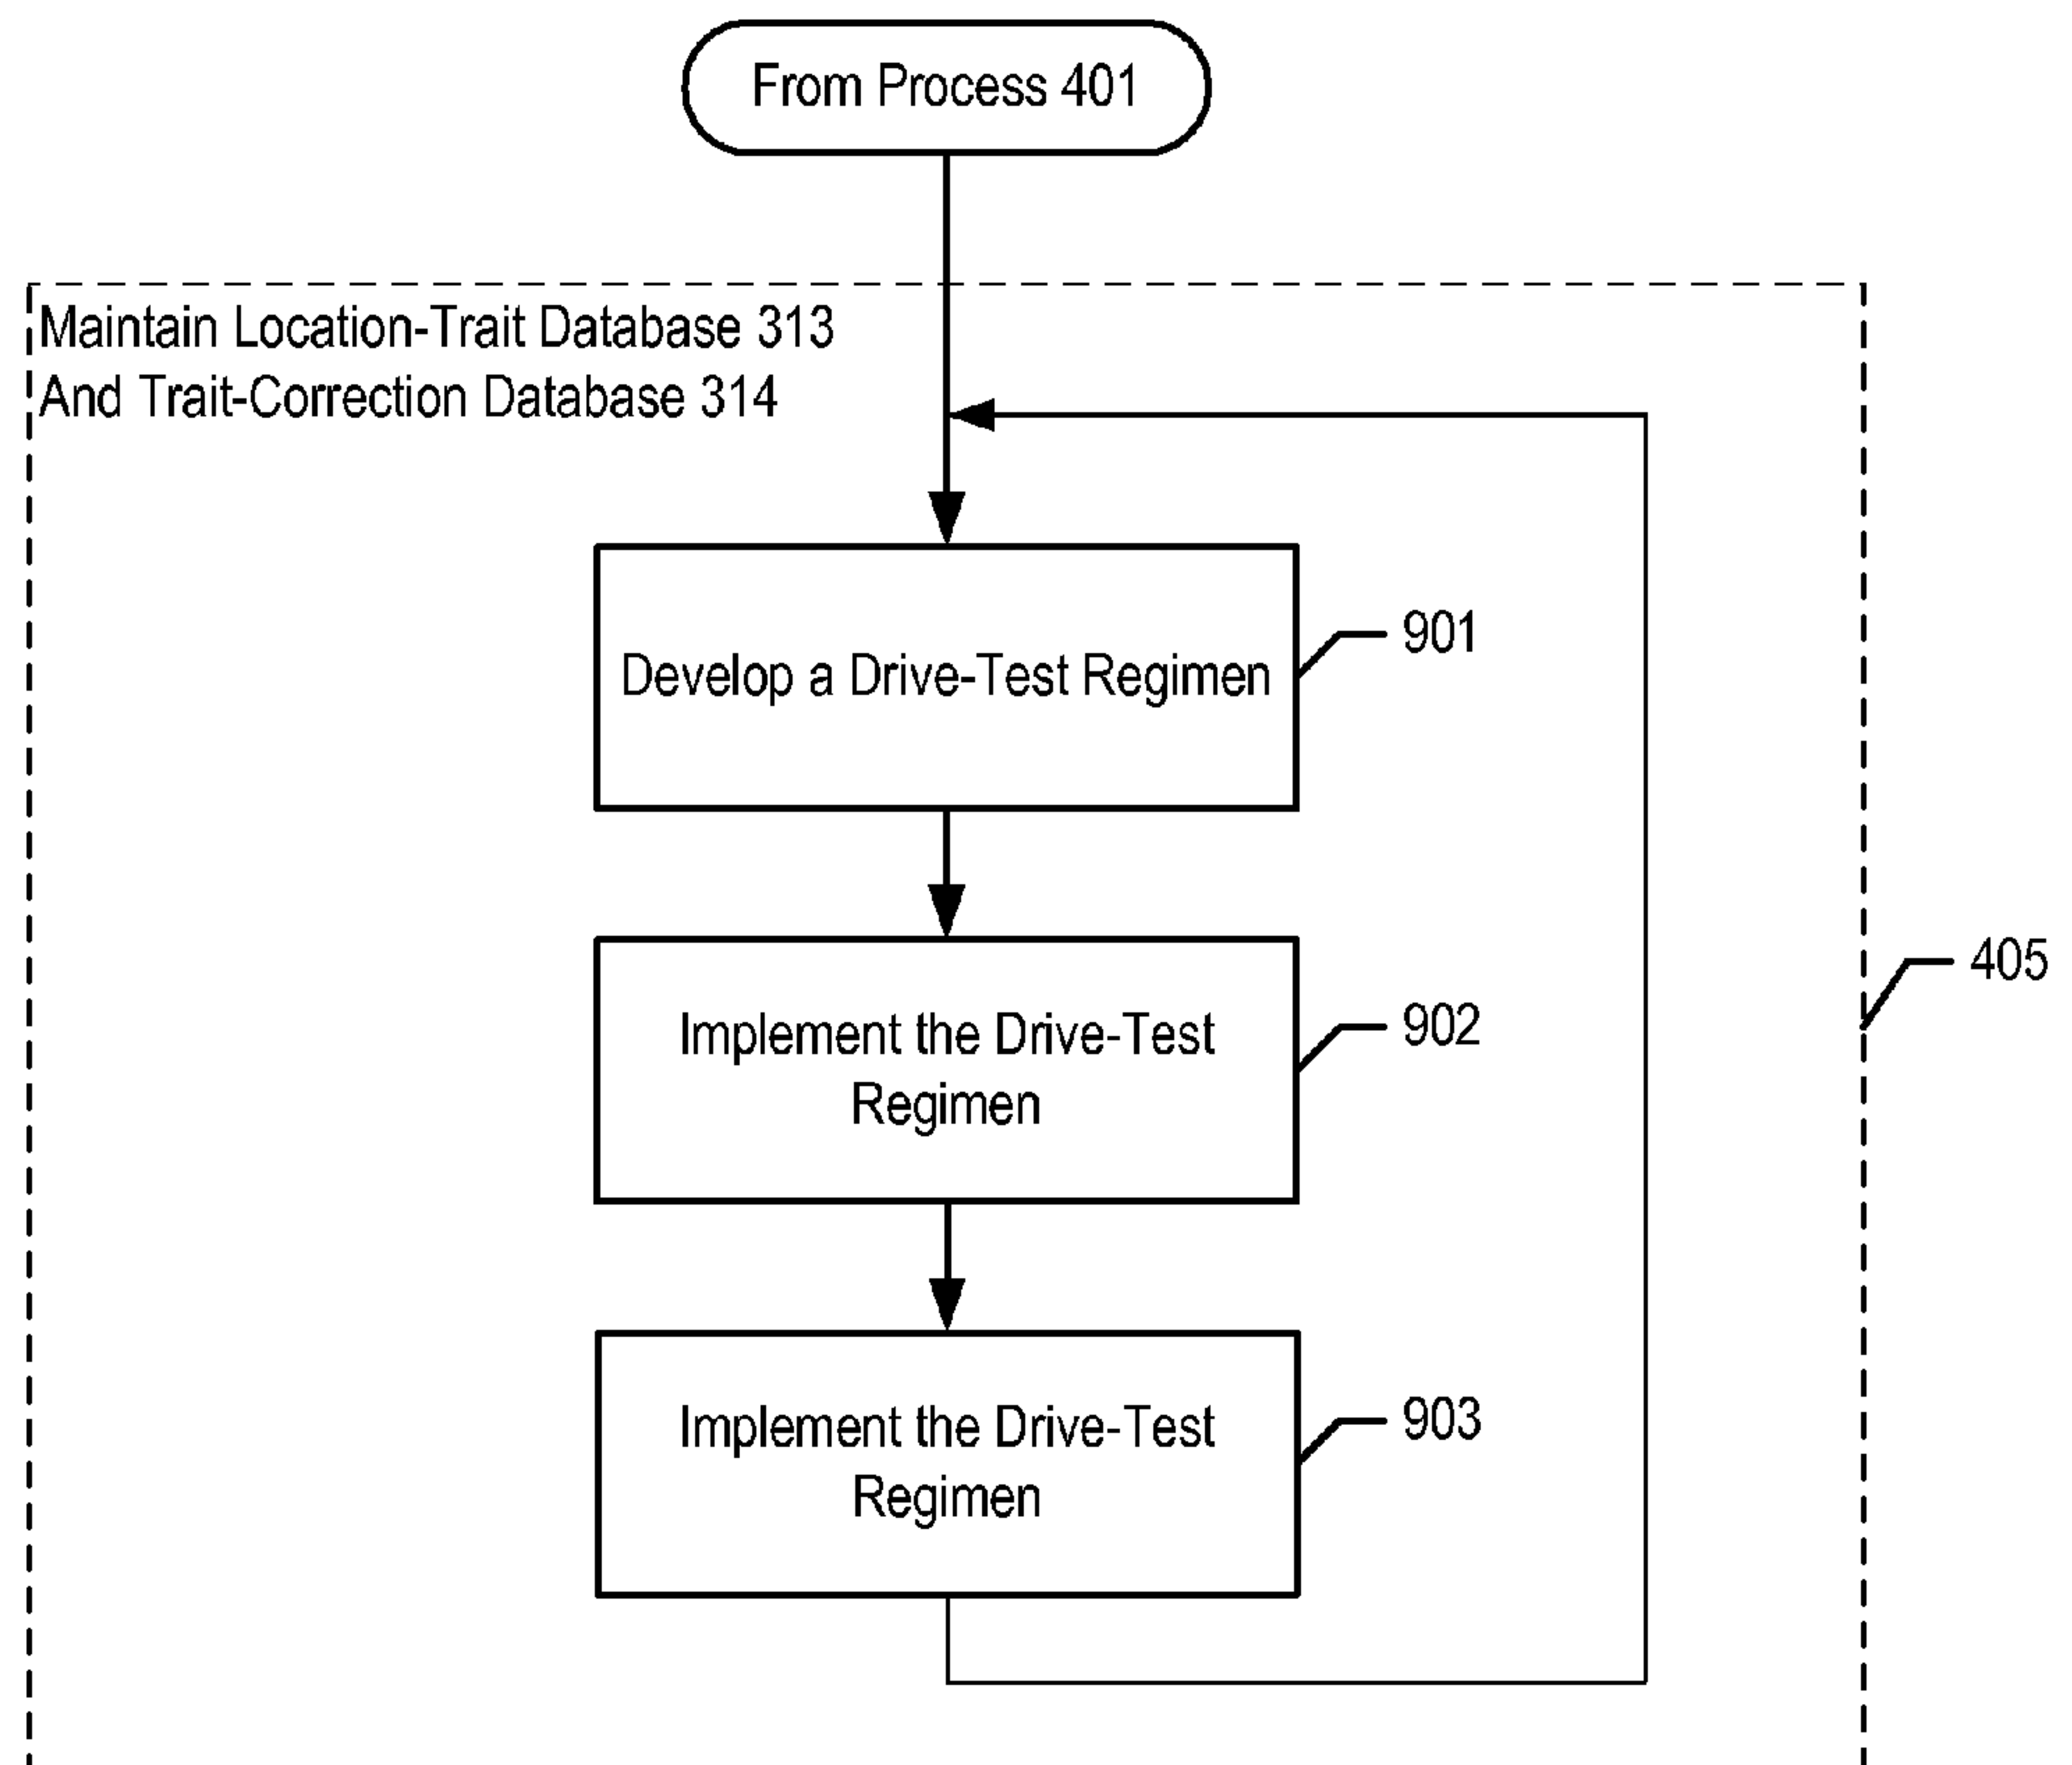 From Process 401
Maintain Location-Trait Database 313
And Trait-Correction Database 314
Develop a Drive-Test Regimen
901
Implement the Drive-Test
Regimen
902
405
Implement the Drive-Test
Regimen
903